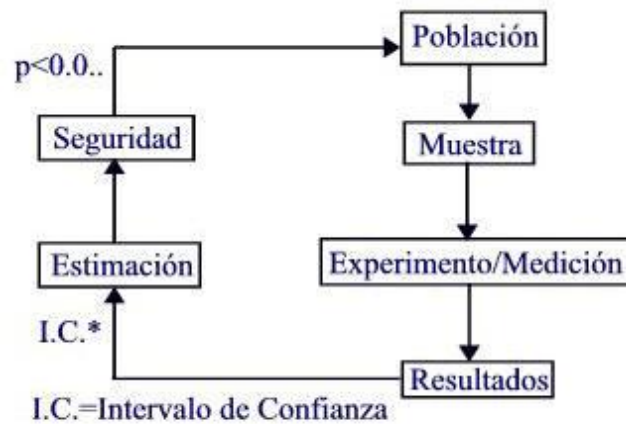 Población
p<0.0..
Seguridad
Muestra
Estimación
Experimento/Medición
I.C.*
Resultados
I.C.=Intervalo de Confianza